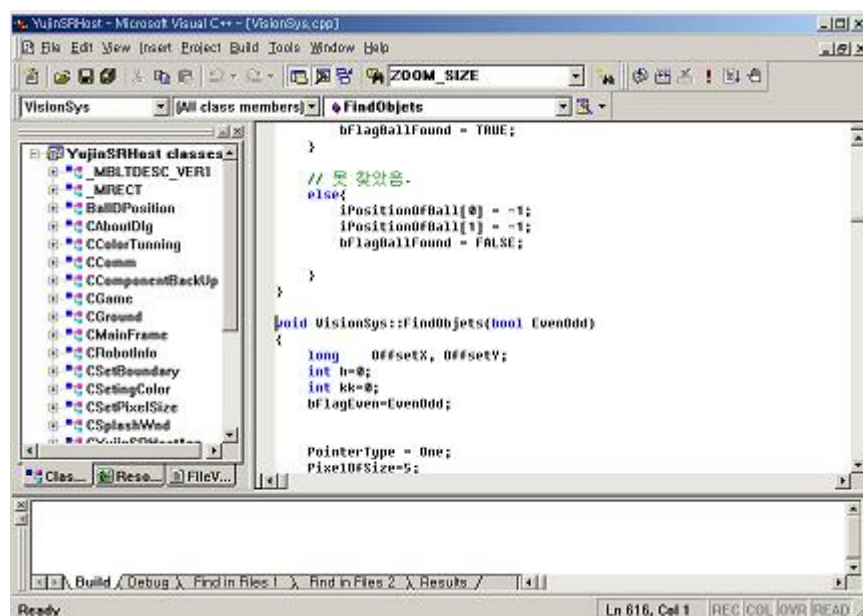 YujinSRHost - Microsoft Visual C++ - [VisionSys.cpp]
File Edit View Insert Project Build Tools Window Help
ZOOM_SIZE
VisionSys (All class members) FindObjets
YujinSRHost classes
_MBLTDESC_VER1
_MRECT
BallDPosition
CAboutDlg
CColorTunning
CComm
CComponentBackUp
CGame
CGround
CMainFrame
CRobotInfo
CSetBoundary
CSetingColor
CSetPixelSize
CSplashWnd
Clas... Reso... FileV...
bFlagBallFound = TRUE;
}
// 못 찾았음.
else{
iPositionOfBall[0] = -1;
iPositionOfBall[1] = -1;
bFlagBallFound = FALSE;
}
}
void VisionSys::FindObjets(bool EvenOdd)
{
long OffsetX, OffsetY;
int h=0;
int kk=0;
bFlagEven=EvenOdd;
PointerType = One;
PixelOfSize=5;
Build Debug Find in Files 1 Find in Files 2 Results
Ready Ln 616, Col 1 REC COL OVR READ